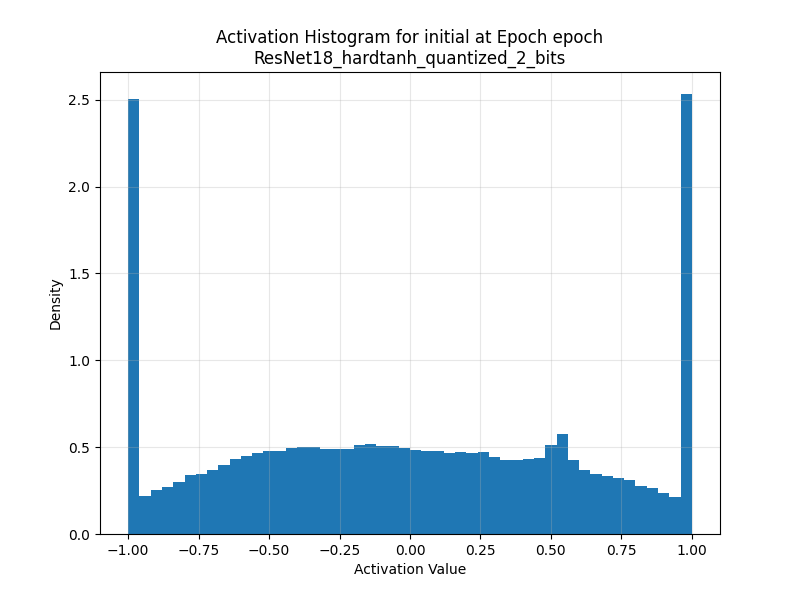 Activation Histogram for initial at Epoch epoch
ResNet18_hardtanh_quantized_2_bits
2.5
2.0
1.5
1.0
0.5
0.0
Density
−1.00 −0.75 −0.50 −0.25 0.00 0.25 0.50 0.75 1.00
Activation Value